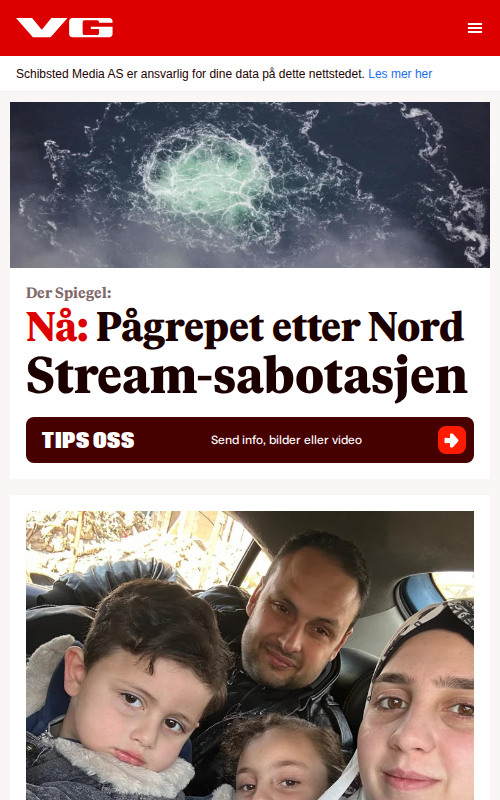 VG
Schibsted Media AS er ansvarlig for dine data på dette nettstedet. Les mer her
Der Spiegel:
Nå: Pågrepet etter Nord
Stream-sabotasjen
TIPS OSS
Send info, bilder eller video